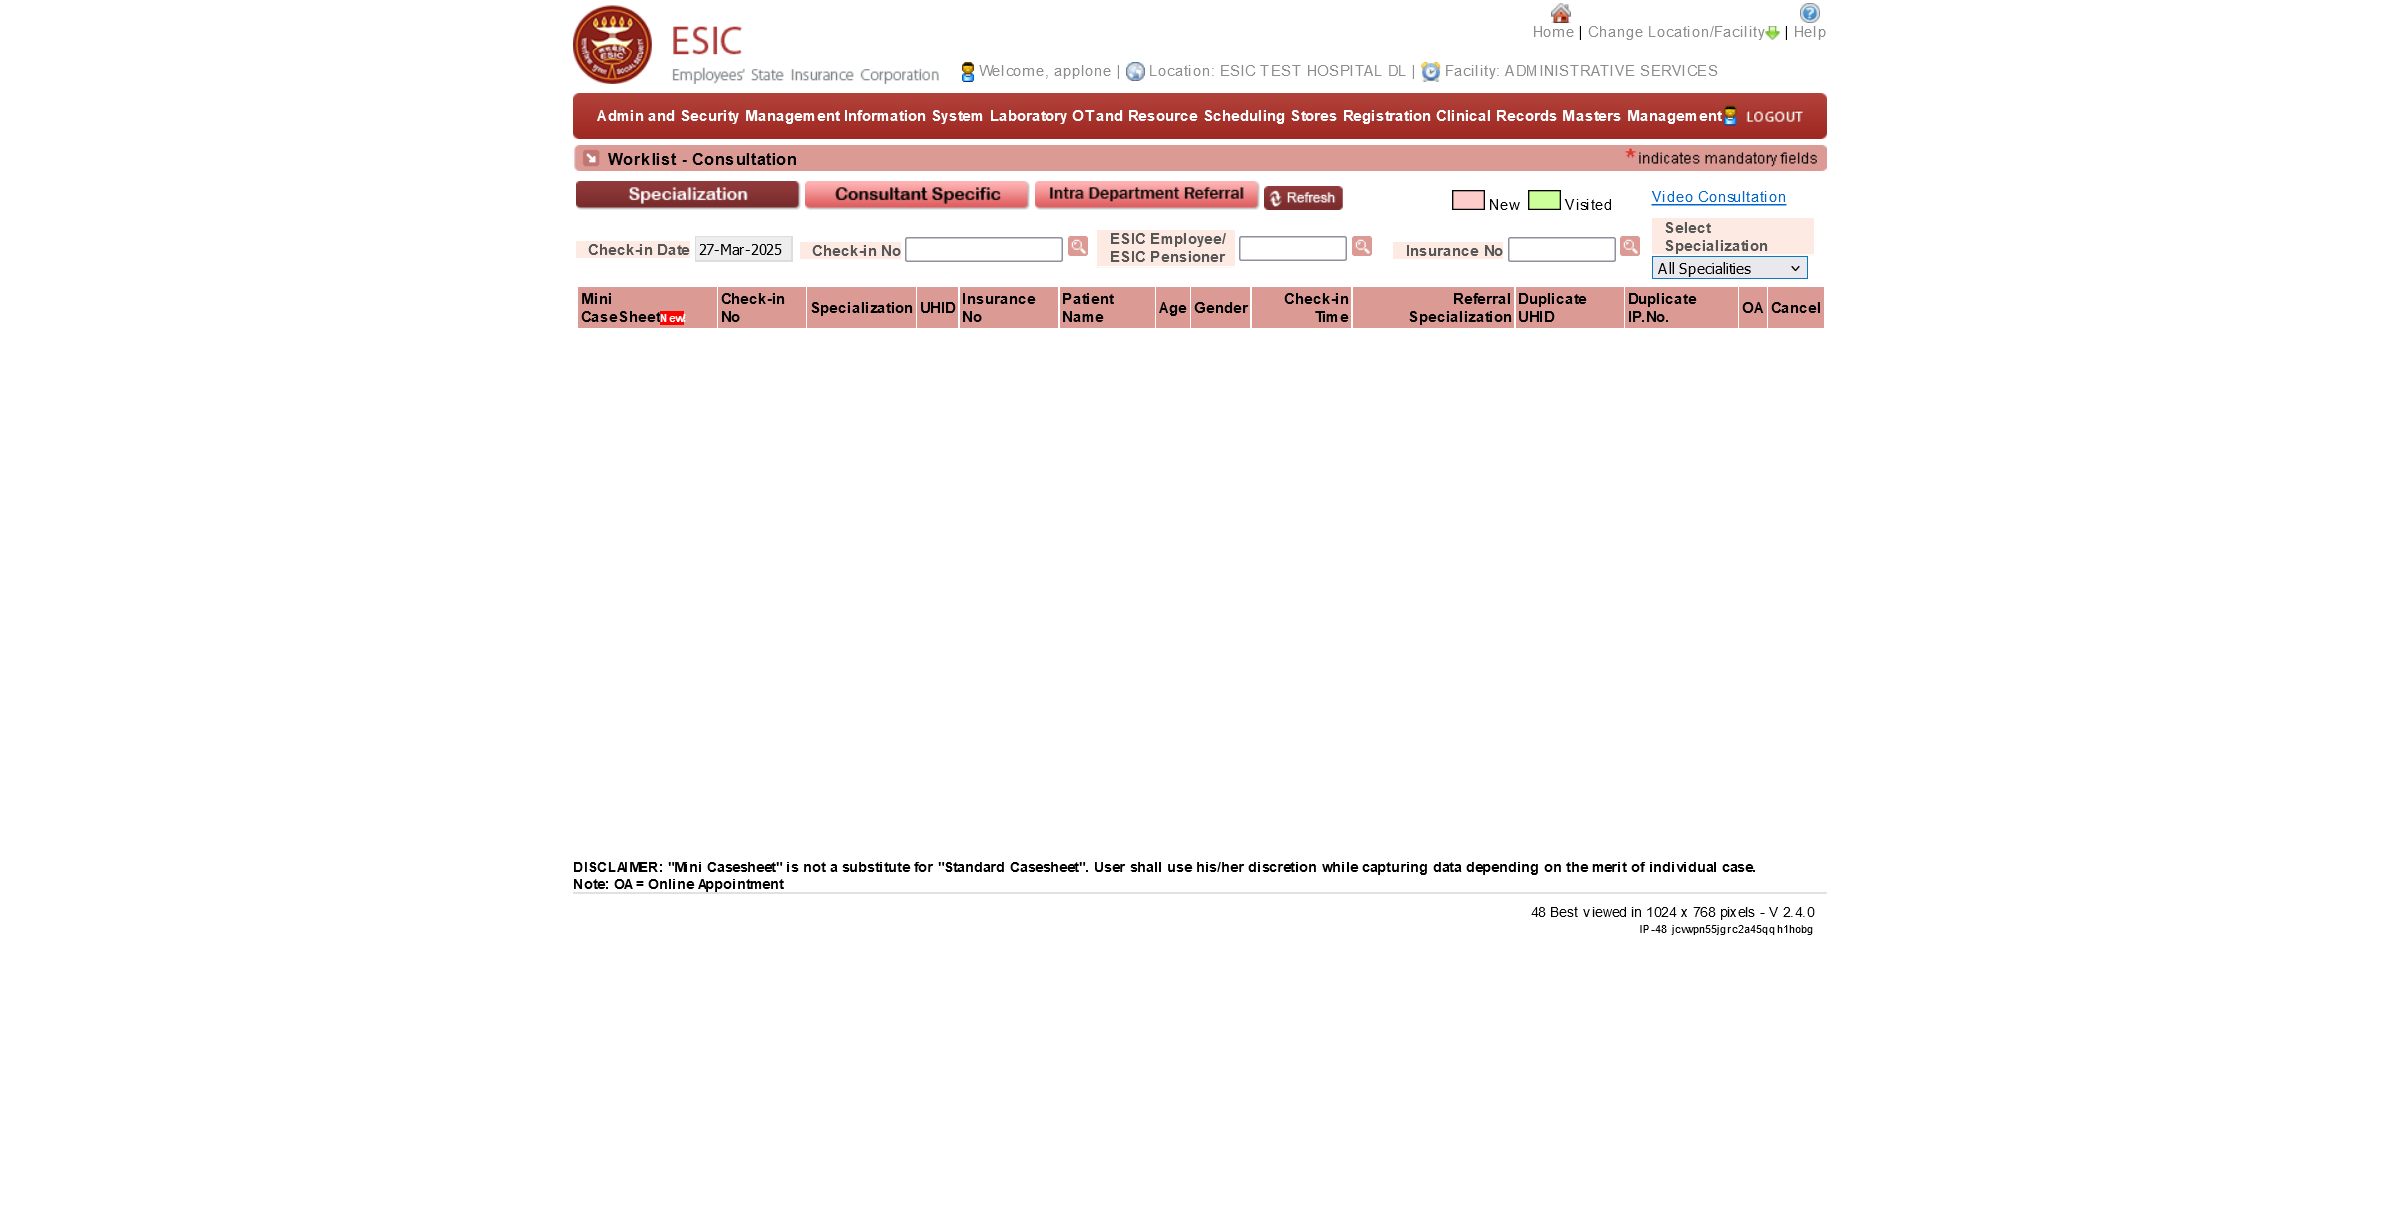 Home | Change Location/Facility | Help
ESIC
Employees' State Insurance Corporation
Welcome, applone | Location: ESIC TEST HOSPITAL DL | Facility: ADMINISTRATIVE SERVICES
Admin and Security Management Information System Laboratory OT and Resource Scheduling Stores Registration Clinical Records Masters Management LOGOUT
Worklist - Consultation
* indicates mandatory fields
Specialization Consultant Specific Intra Department Referral Refresh
New Visited
Video Consultation
Check-in Date 27-Mar-2025 Check-in No
ESIC Employee/
ESIC Pensioner
Insurance No
Select
Specialization
All Specialities
Mini
CaseSheet New
Check-in
No
Specialization
UHID
Insurance
No
Patient
Name
Age
Gender
Check-in
Time
Referral
Specialization
Duplicate
UHID
Duplicate
IP.No.
OA
Cancel
DISCLAIMER: "Mini Casesheet" is not a substitute for "Standard Casesheet". User shall use his/her discretion while capturing data depending on the merit of individual case.
Note: OA = Online Appointment
48 Best viewed in 1024 x 768 pixels - V 2.4.0
IP-48 jcvwpn55jgrc2a45qqh1hobg